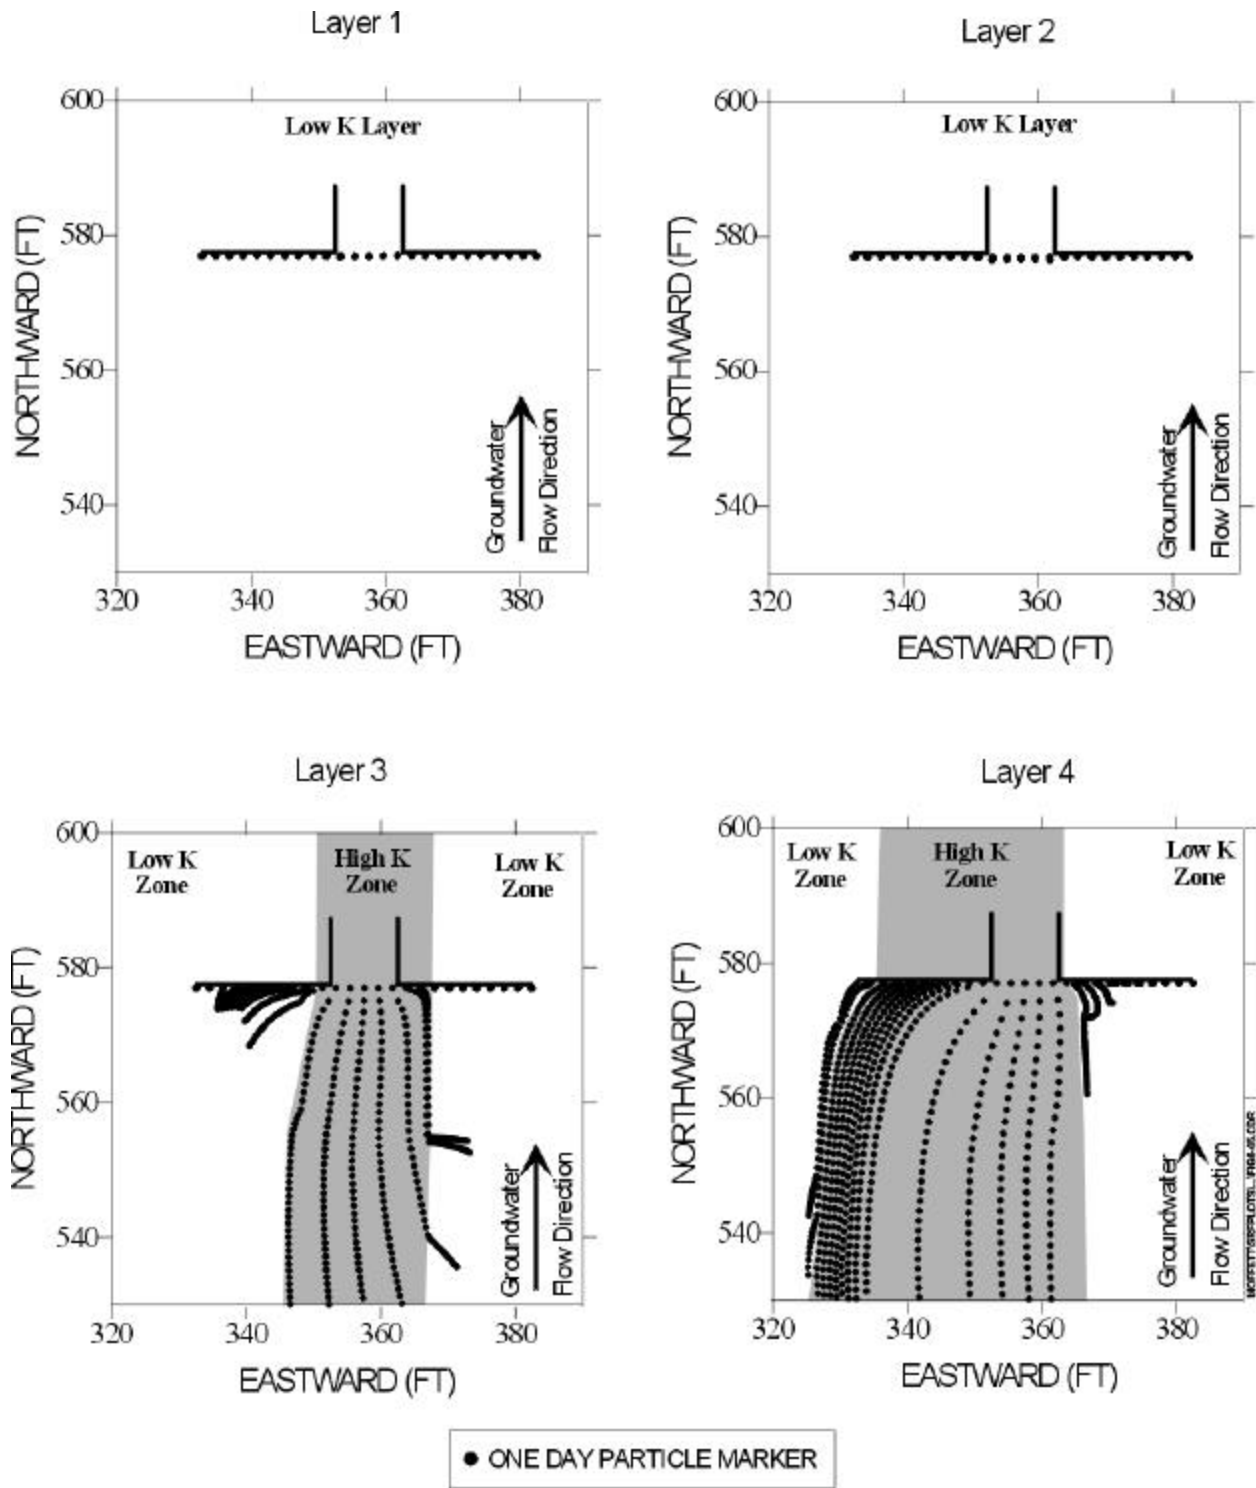 Layer 1
Layer 2
600
580
560
540
320
340
360
380
NORTHWARD (FT)
EASTWARD (FT)
Low K Layer
Groundwater
Flow Direction
600
580
560
540
320
340
360
380
NORTHWARD (FT)
EASTWARD (FT)
Low K Layer
Groundwater
Flow Direction
Layer 3
Layer 4
600
580
560
540
320
340
360
380
NORTHWARD (FT)
EASTWARD (FT)
Low K
Zone
High K
Zone
Low K
Zone
Groundwater
Flow Direction
600
580
560
540
320
340
360
380
NORTHWARD (FT)
EASTWARD (FT)
Low K
Zone
High K
Zone
Low K
Zone
Groundwater
Flow Direction
ONE DAY PARTICLE MARKER